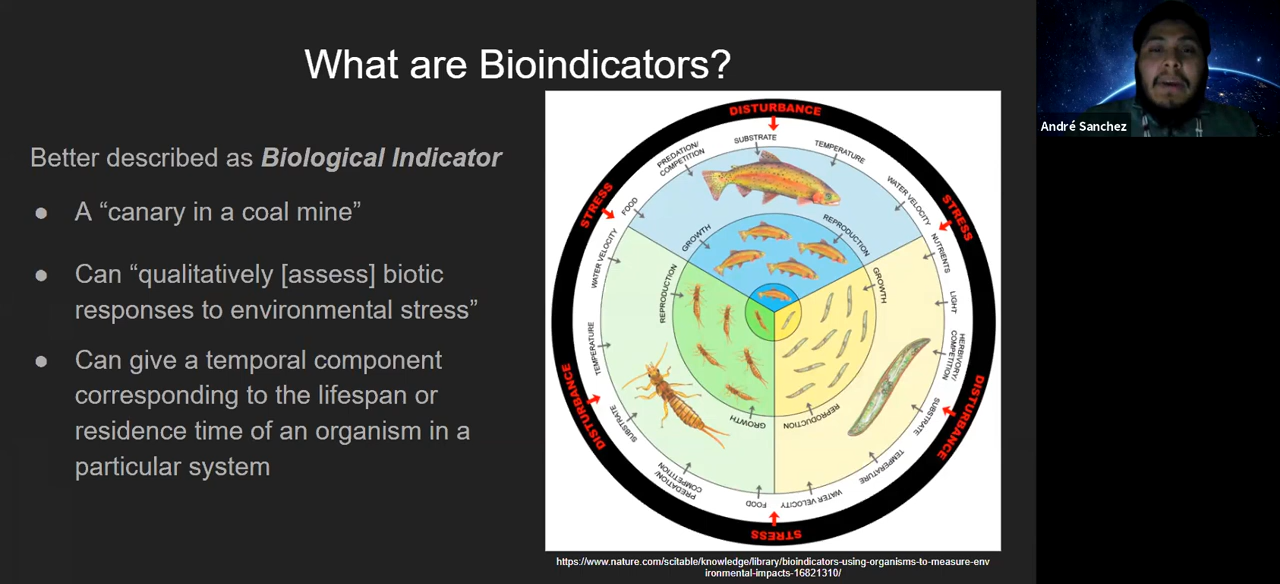 What are Bioindicators?
André Sanchez
Better described as Biological Indicator
● A “canary in a coal mine”
● Can “qualitatively [assess] biotic
responses to environmental stress”
● Can give a temporal component
corresponding to the lifespan or
residence time of an organism in a
particular system
DISTURBANCE
STRESS
STRESS
DISTURBANCE
DISTURBANCE
STRESS
SUBSTRATE
PREDATION/
COMPETITION
TEMPERATURE
FOOD
WATER VELOCITY
GROWTH
REPRODUCTION
WATER VELOCITY
NUTRIENTS
REPRODUCTION
GROWTH
LIGHT
TEMPERATURE
HERBIVORY/
COMPETITION
SUBSTRATE
GROWTH
REPRODUCTION
SUBSTRATE
PREDATION/
COMPETITION
TEMPERATURE
FOOD
WATER VELOCITY
https://www.nature.com/scitable/knowledge/library/bioindicators-using-organisms-to-measure-env
ironmental-impacts-16821310/